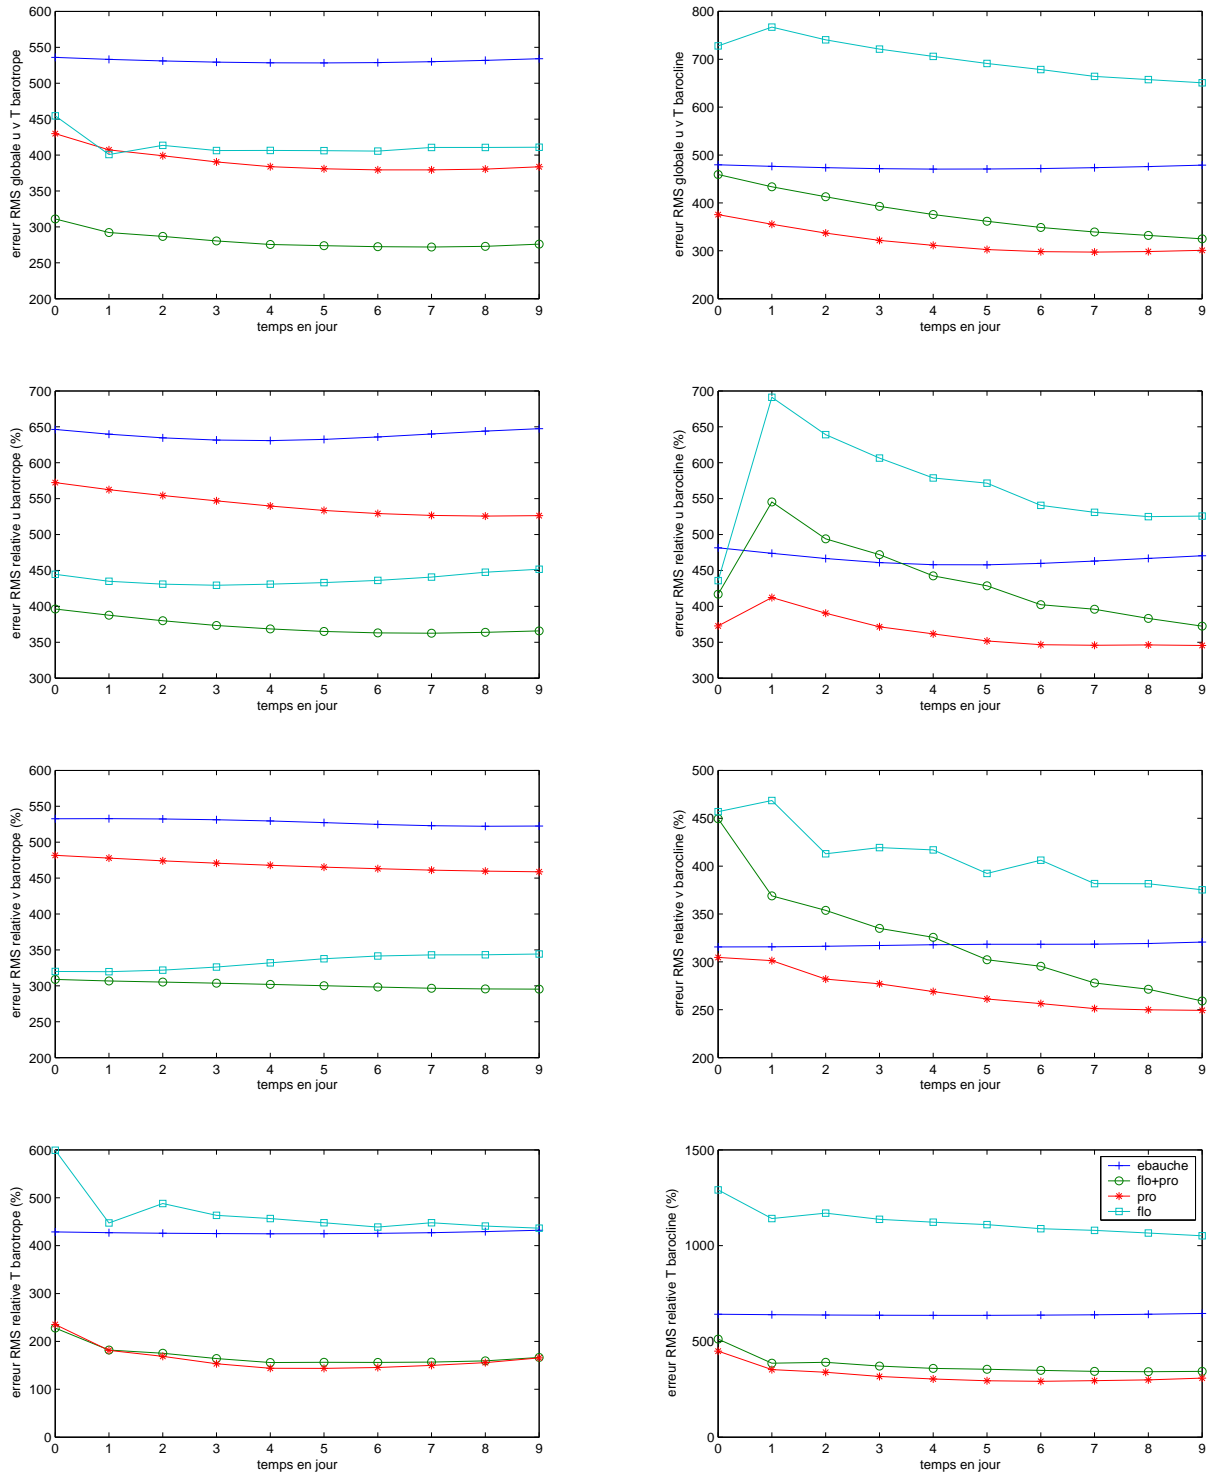 erreur RMS globale u v T barotrope
600
550
500
450
400
350
300
250
200
0 1 2 3 4 5 6 7 8 9
temps en jour
erreur RMS globale u v T barocline
800
700
600
500
400
300
200
0 1 2 3 4 5 6 7 8 9
temps en jour
erreur RMS relative u barotrope (%)
700
650
600
550
500
450
400
350
300
0 1 2 3 4 5 6 7 8 9
temps en jour
erreur RMS relative u barocline (%)
700
650
600
550
500
450
400
350
300
0 1 2 3 4 5 6 7 8 9
temps en jour
erreur RMS relative v barotrope (%)
600
550
500
450
400
350
300
250
200
0 1 2 3 4 5 6 7 8 9
temps en jour
erreur RMS relative v barocline (%)
500
450
400
350
300
250
200
0 1 2 3 4 5 6 7 8 9
temps en jour
erreur RMS relative T barotrope (%)
600
500
400
300
200
100
0
0 1 2 3 4 5 6 7 8 9
temps en jour
erreur RMS relative T barocline (%)
1500
1000
500
0
0 1 2 3 4 5 6 7 8 9
temps en jour
ebauche
flo+pro
pro
flo